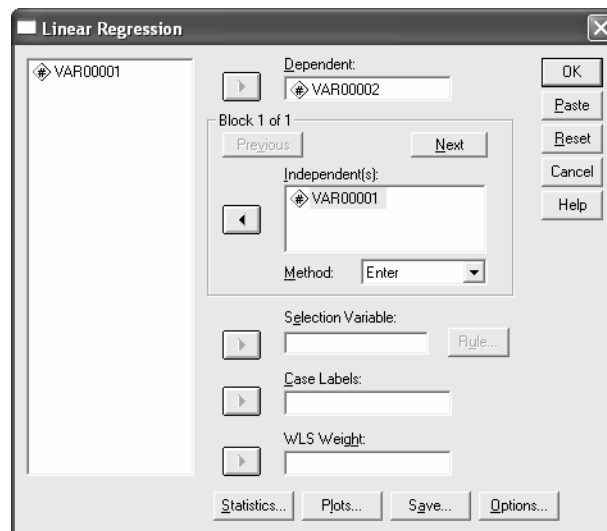 Linear Regression
VAR00001
Dependent:
VAR00002
Block 1 of 1
Previous
Next
Independent(s):
VAR00001
Method:
Enter
Selection Variable:
Rule...
Case Labels:
WLS Weight:
Statistics...
Plots...
Save...
Options...
OK
Paste
Reset
Cancel
Help